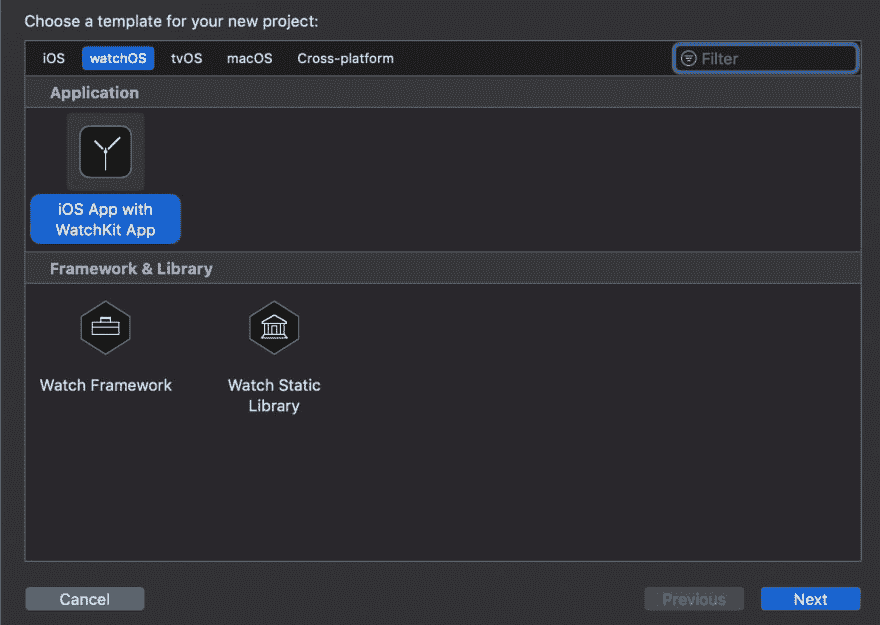 Choose a template for your new project:
iOS watchOS tvOS macOS Cross-platform Filter
Application
iOS App with
WatchKit App
Framework & Library
Watch Framework
Watch Static
Library
Cancel Previous Next